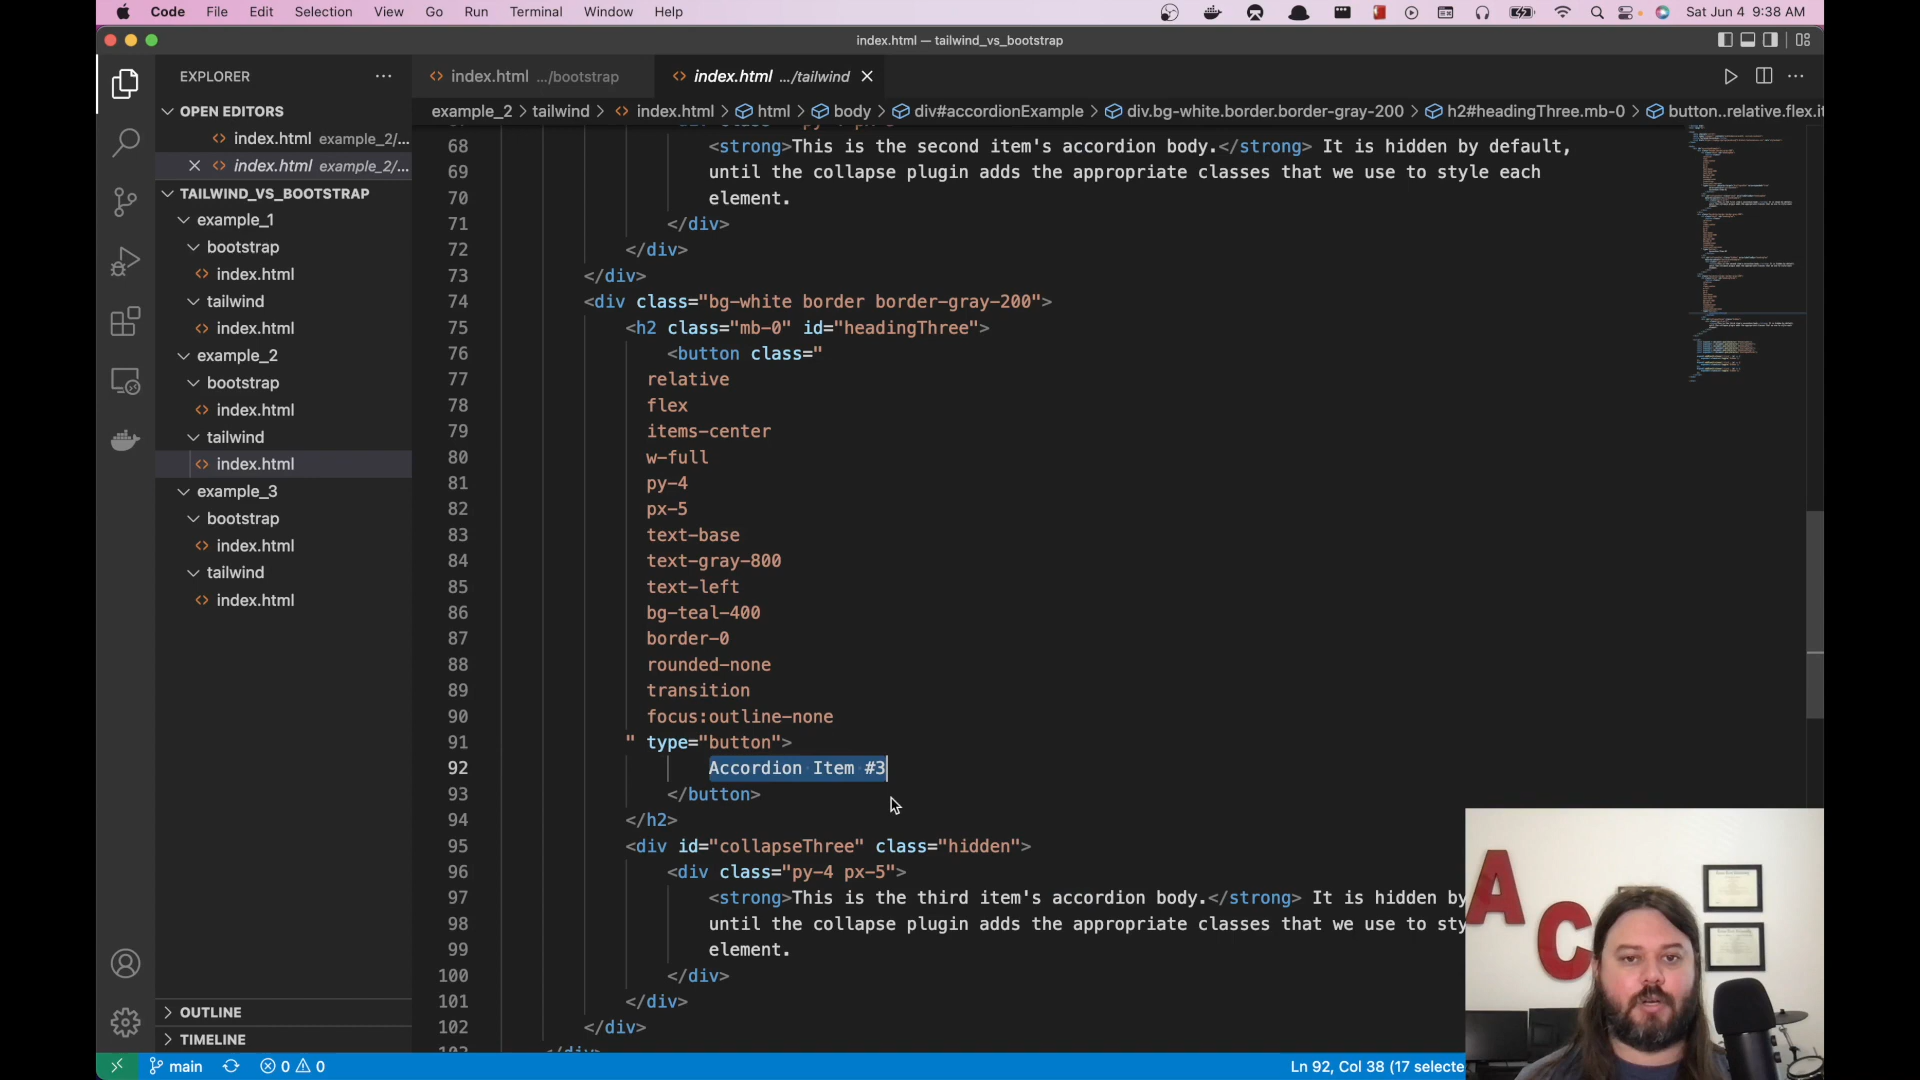 Code File Edit Selection View Go Run Terminal Window Help Sat Jun 4 9:38 AM
index.html — tailwind_vs_bootstrap
EXPLORER
OPEN EDITORS
index.html example_2/...
index.html example_2/...
TAILWIND_VS_BOOTSTRAP
example_1
bootstrap
index.html
tailwind
index.html
example_2
bootstrap
index.html
tailwind
index.html
example_3
bootstrap
index.html
tailwind
index.html
OUTLINE
TIMELINE
index.html .../bootstrap index.html .../tailwind
example_2 > tailwind > index.html > html > body > div#accordionExample > div.bg-white.border.border-gray-200 > h2#headingThree.mb-0 > button..relative.flex.it
68 <strong>This is the second item's accordion body.</strong> It is hidden by default,
69 until the collapse plugin adds the appropriate classes that we use to style each
70 element.
71 </div>
72 </div>
73 </div>
74 <div class="bg-white border border-gray-200">
75 <h2 class="mb-0" id="headingThree">
76 <button class="
77 relative
78 flex
79 items-center
80 w-full
81 py-4
82 px-5
83 text-base
84 text-gray-800
85 text-left
86 bg-teal-400
87 border-0
88 rounded-none
89 transition
90 focus:outline-none
91 " type="button">
92 Accordion Item #3
93 </button>
94 </h2>
95 <div id="collapseThree" class="hidden">
96 <div class="py-4 px-5">
97 <strong>This is the third item's accordion body.</strong> It is hidden by
98 until the collapse plugin adds the appropriate classes that we use to sty
99 element.
100 </div>
101 </div>
102 </div>
A C
main 0 0 Ln 92, Col 38 (17 selecte